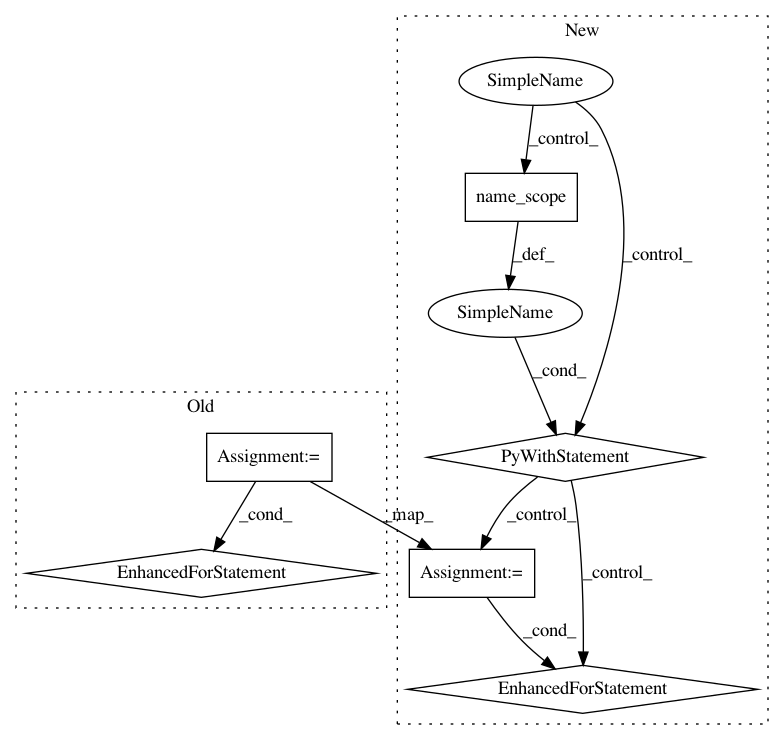 New
SimpleName
_control_
name_scope
_def_
_control_
SimpleName
_cond_
Old
Assignment:=
PyWithStatement
_cond_
_map_
_control_
EnhancedForStatement
Assignment:=
_control_
_cond_
EnhancedForStatement